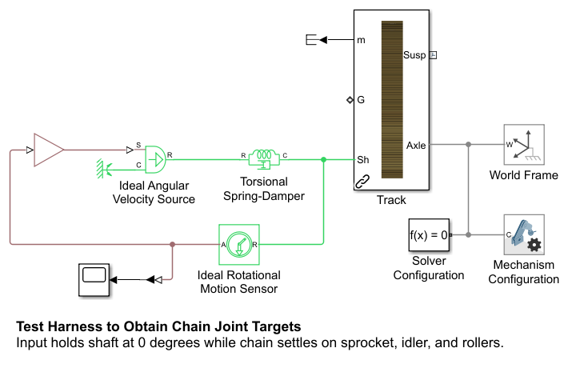 m
Susp
G
Axle
W
World Frame
Sh
Track
S
C
R
Ideal Angular
Velocity Source
R
C
Torsional
Spring-Damper
f(x) = 0
Solver
Configuration
C
Mechanism
Configuration
A
R
Ideal Rotational
Motion Sensor
Test Harness to Obtain Chain Joint Targets
Input holds shaft at 0 degrees while chain settles on sprocket, idler, and rollers.